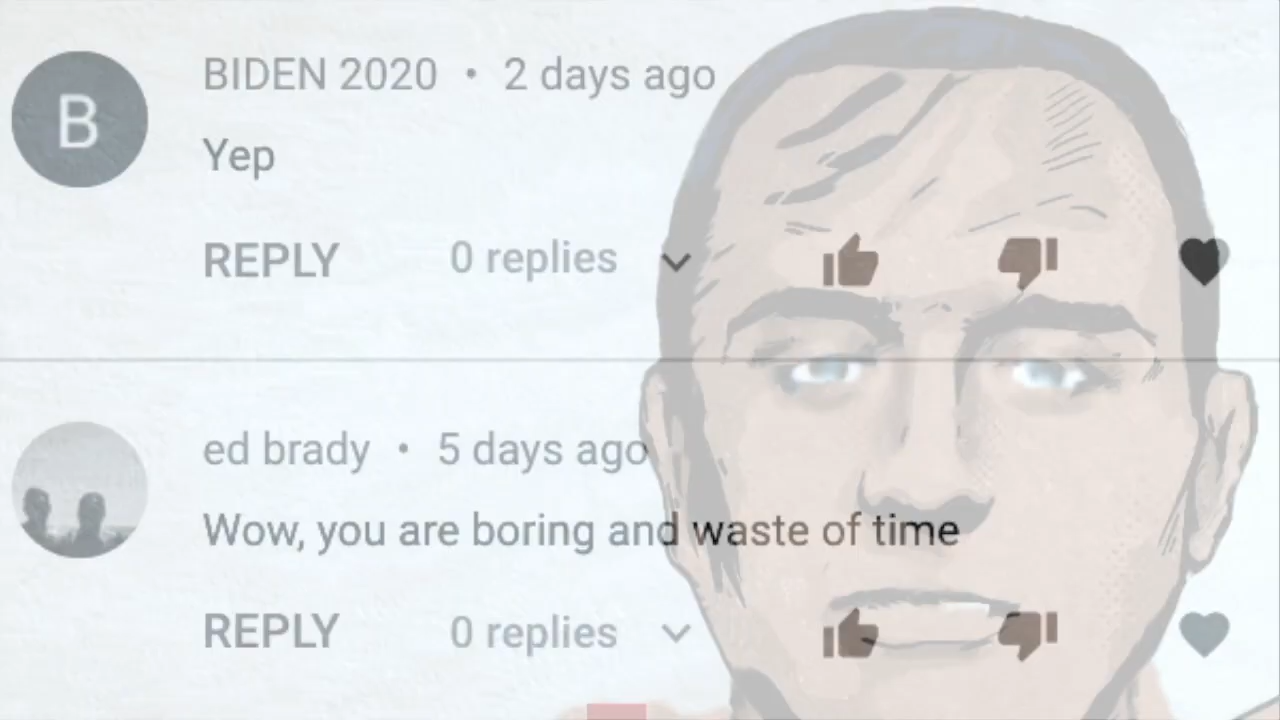 B
BIDEN 2020 • 2 days ago
Yep
REPLY 0 replies
ed brady • 5 days ago
Wow, you are boring and waste of time
REPLY 0 replies